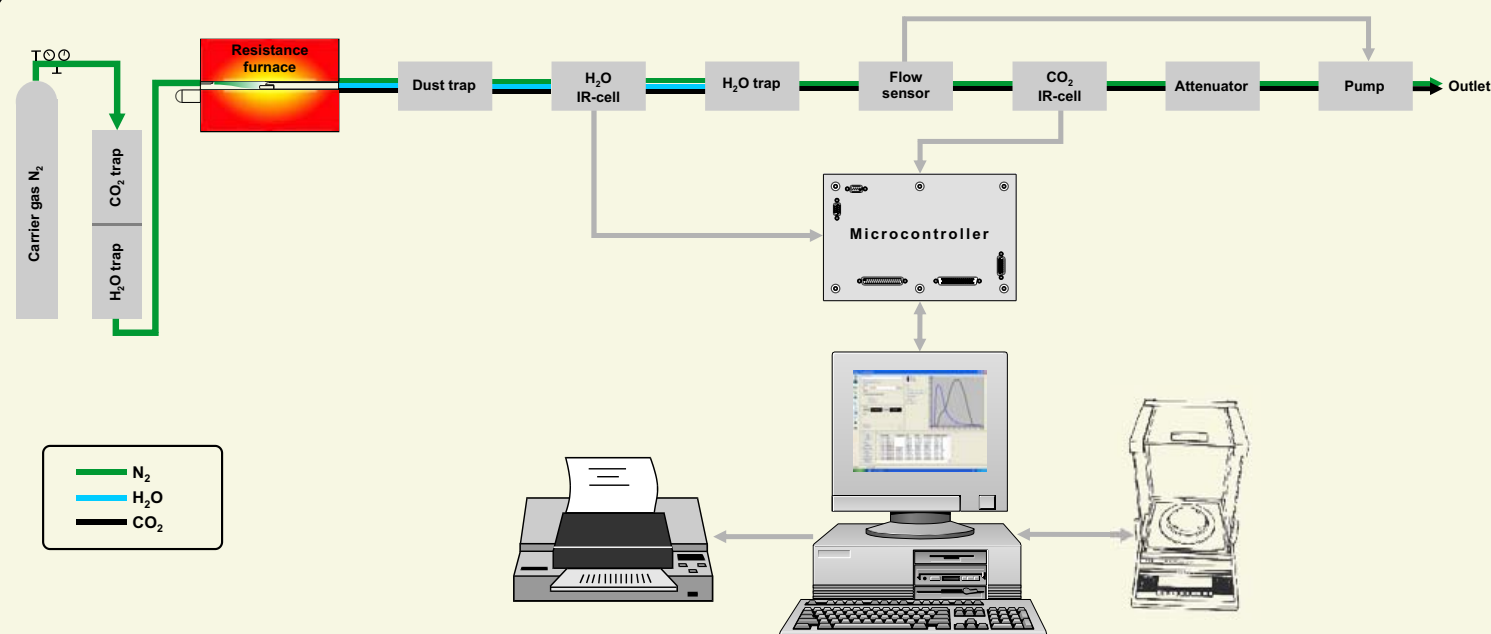 Resistance
furnace
Dust trap
H₂O
IR-cell
H₂O trap
Flow
sensor
CO₂
IR-cell
Attenuator
Pump
Outlet
Carrier gas N₂
CO₂ trap
H₂O trap
Microcontroller
N₂
H₂O
CO₂